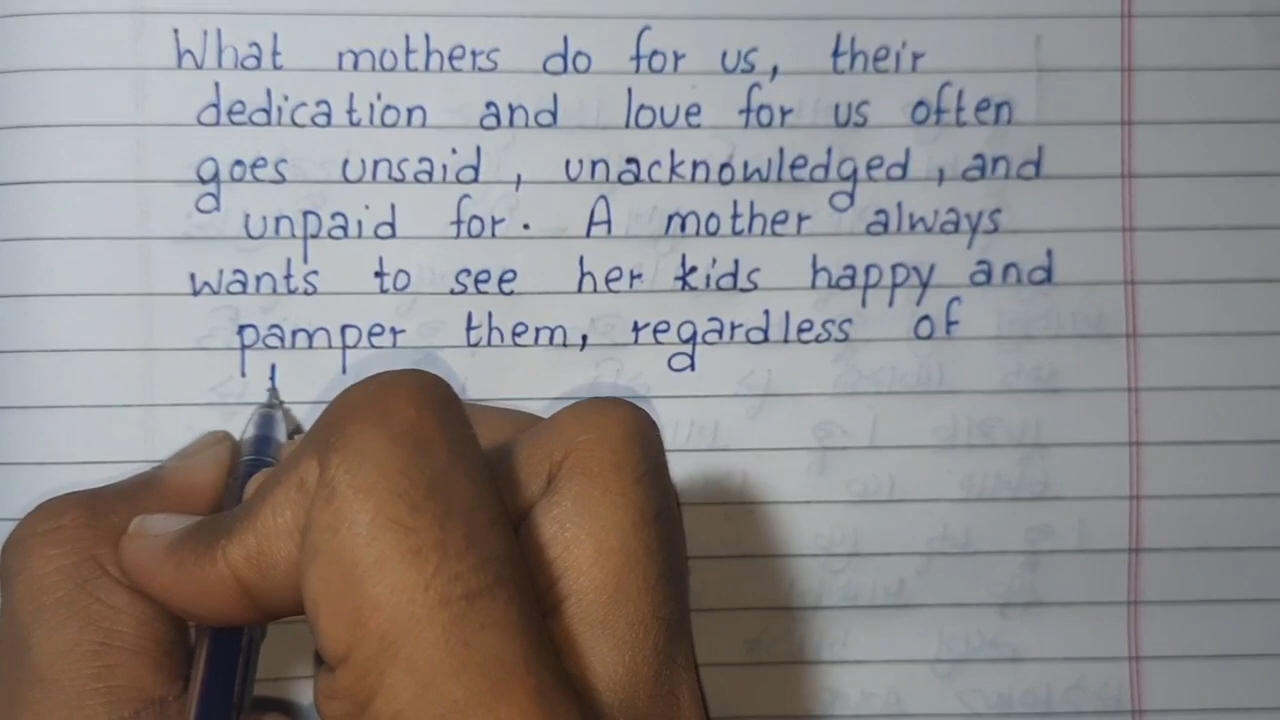 What mothers do for us, their
dedication and love for us often
goes unsaid, unacknowledged, and
unpaid for. A mother always
wants to see her kids happy and
pamper them, regardless of